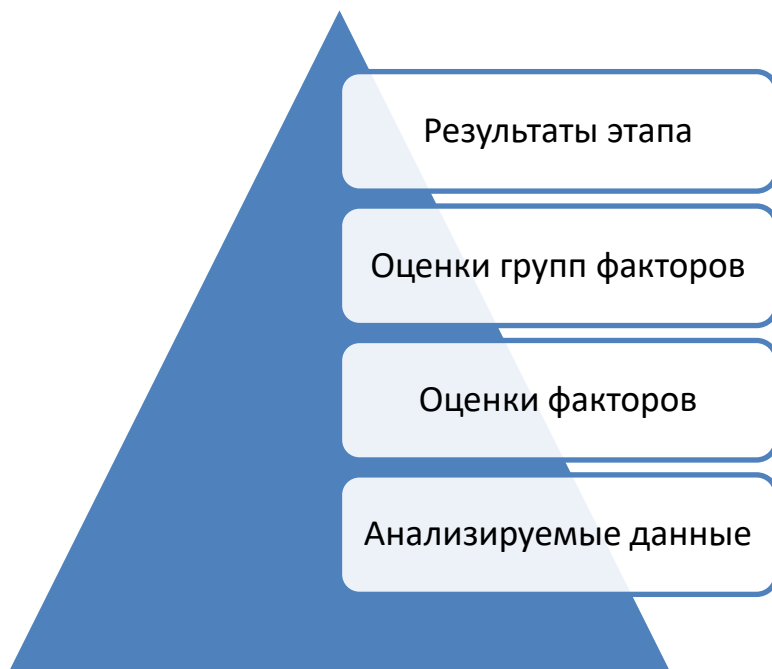 Результаты этапа
Оценки групп факторов
Оценки факторов
Анализируемые данные